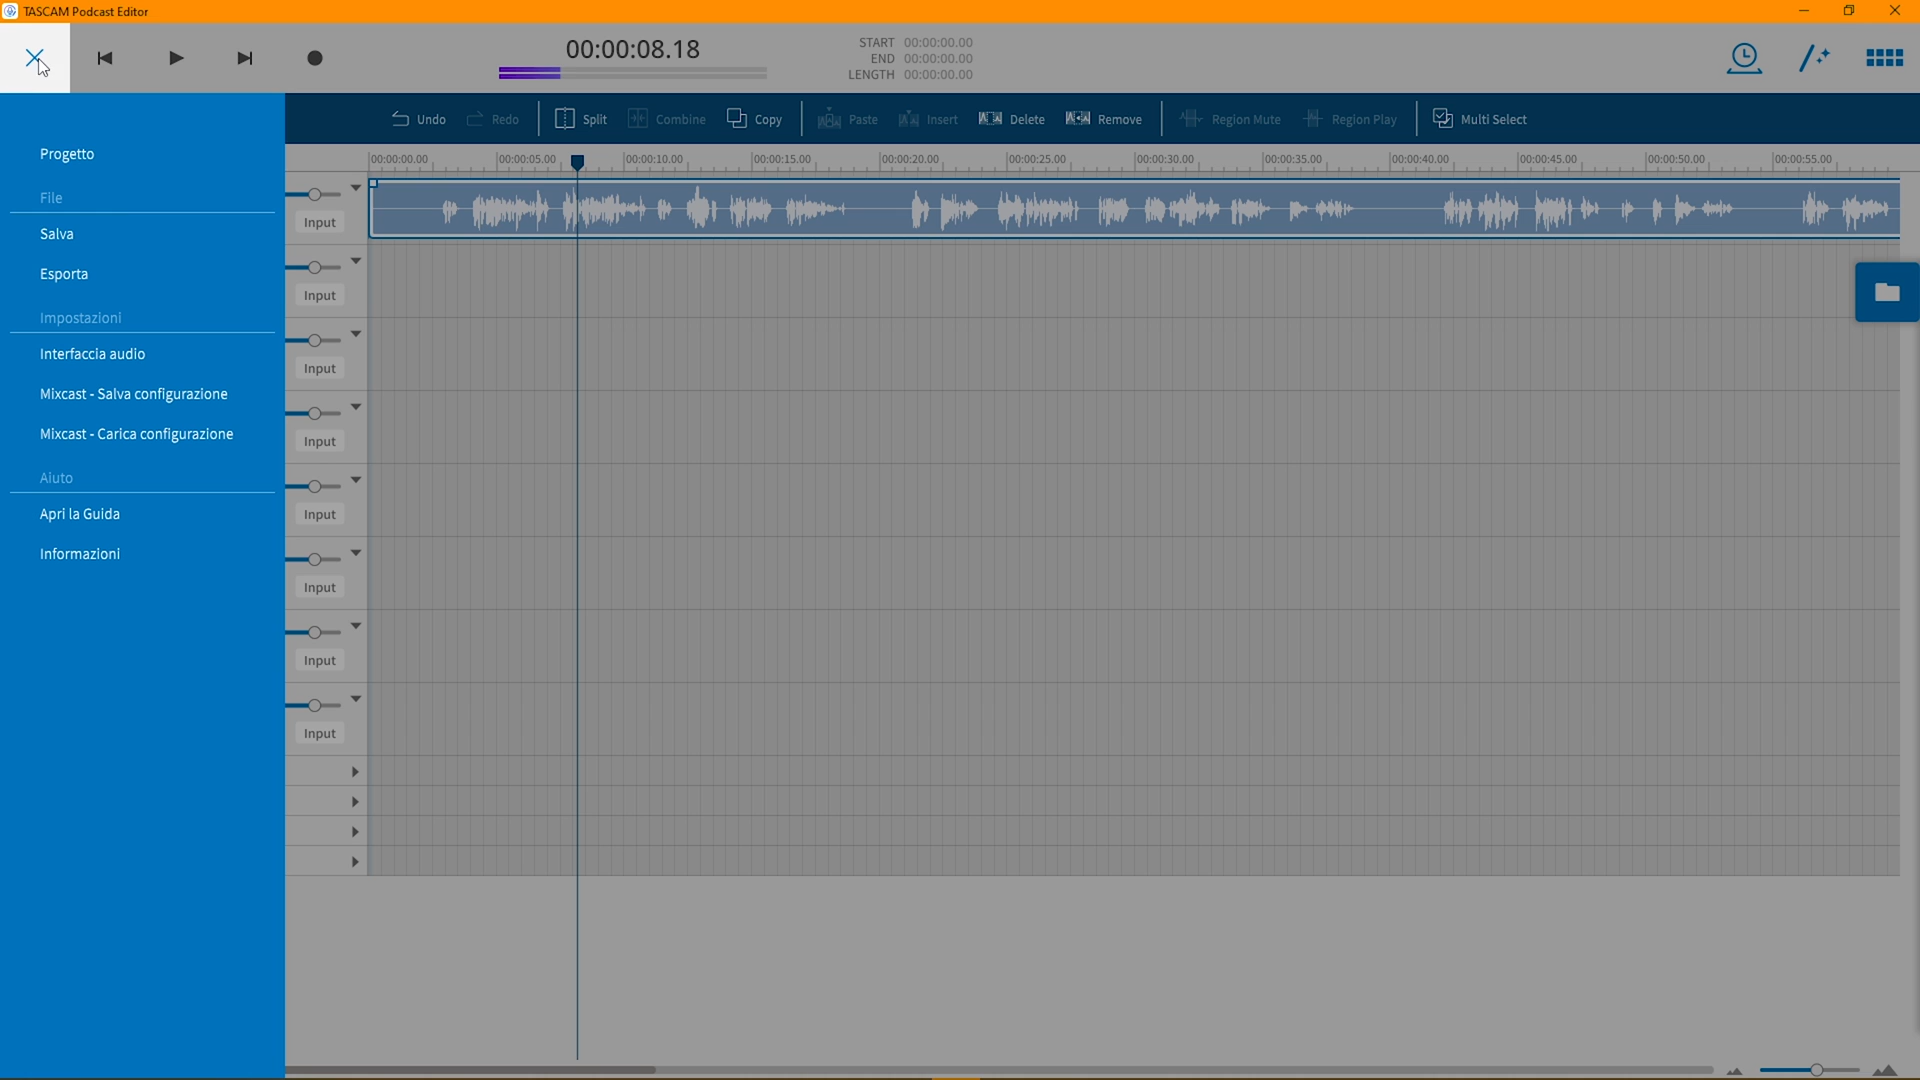 TASCAM Podcast Editor
00:00:08.18
START 00:00:00.00
END 00:00:00.00
LENGTH 00:00:00.00
Undo Redo Split Combine Copy Paste Insert Delete Remove Region Mute Region Play Multi Select
00:00:00.00 00:00:05.00 00:00:10.00 00:00:15.00 00:00:20.00 00:00:25.00 00:00:30.00 00:00:35.00 00:00:40.00 00:00:45.00 00:00:50.00 00:00:55.00
Progetto
File
Salva
Esporta
Impostazioni
Interfaccia audio
Mixcast - Salva configurazione
Mixcast - Carica configurazione
Aiuto
Apri la Guida
Informazioni
Input
Input
Input
Input
Input
Input
Input
Input